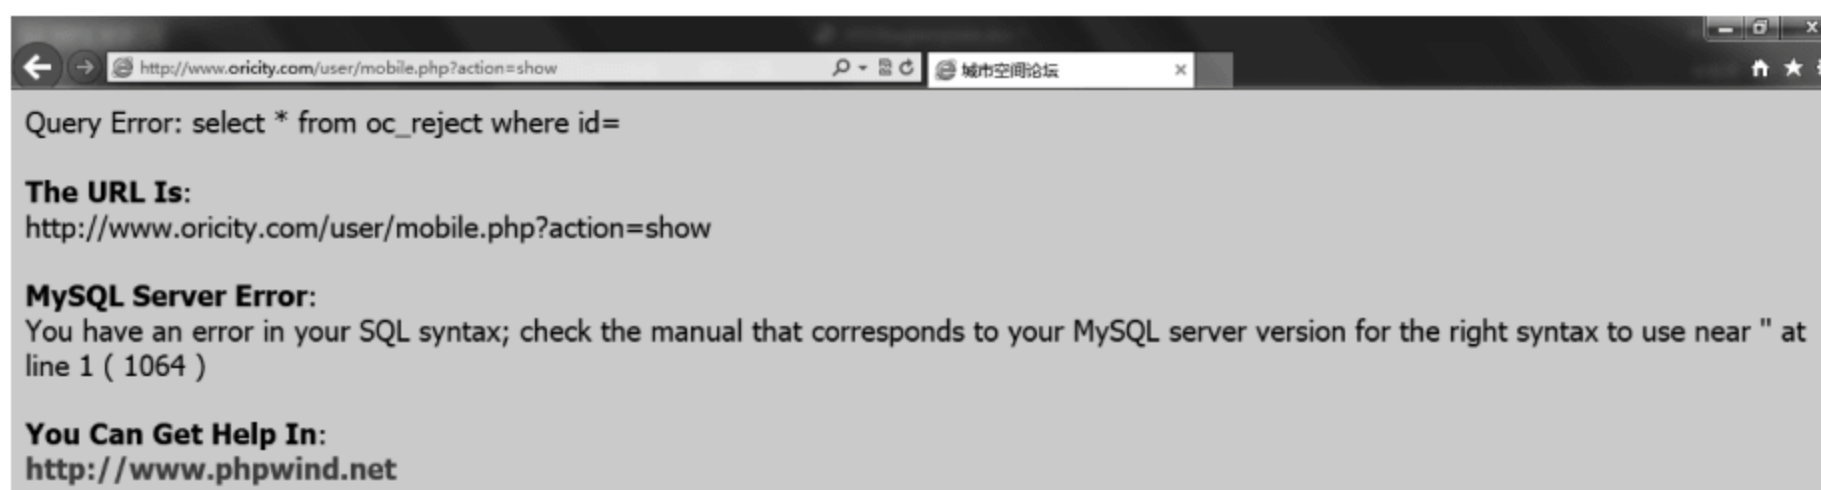 http://www.oricity.com/user/mobile.php?action=show
城市空间论坛
Query Error: select * from oc_reject where id=
The URL Is:
http://www.oricity.com/user/mobile.php?action=show
MySQL Server Error:
You have an error in your SQL syntax; check the manual that corresponds to your MySQL server version for the right syntax to use near '' at
line 1 ( 1064 )
You Can Get Help In:
http://www.phpwind.net